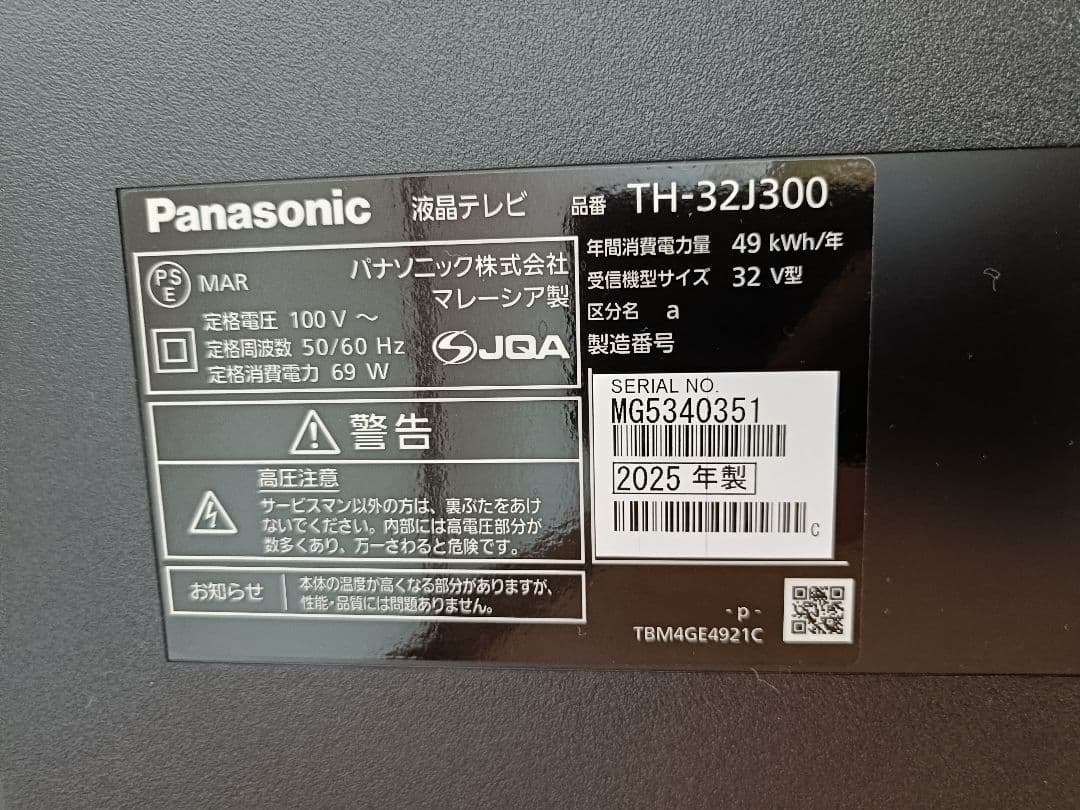 Panasonic 液晶テレビ 品番 TH-32J300
PSE MAR パナソニック株式会社
マレーシア製
定格電圧 100 V ～
定格周波数 50/60 Hz
定格消費電力 69 W
JQA
年間消費電力量 49 kWh/年
受信機型サイズ 32 V型
区分名 a
製造番号
SERIAL NO.
MG5340351
2025 年製
C
警告
高圧注意
サービスマン以外の方は、裏ぶたをあけ
ないでください。内部には高電圧部分が
数多くあり、万一さわると危険です。
お知らせ 本体の温度が高くなる部分がありますが、
性能・品質には問題ありません。
- p -
TBM4GE4921C